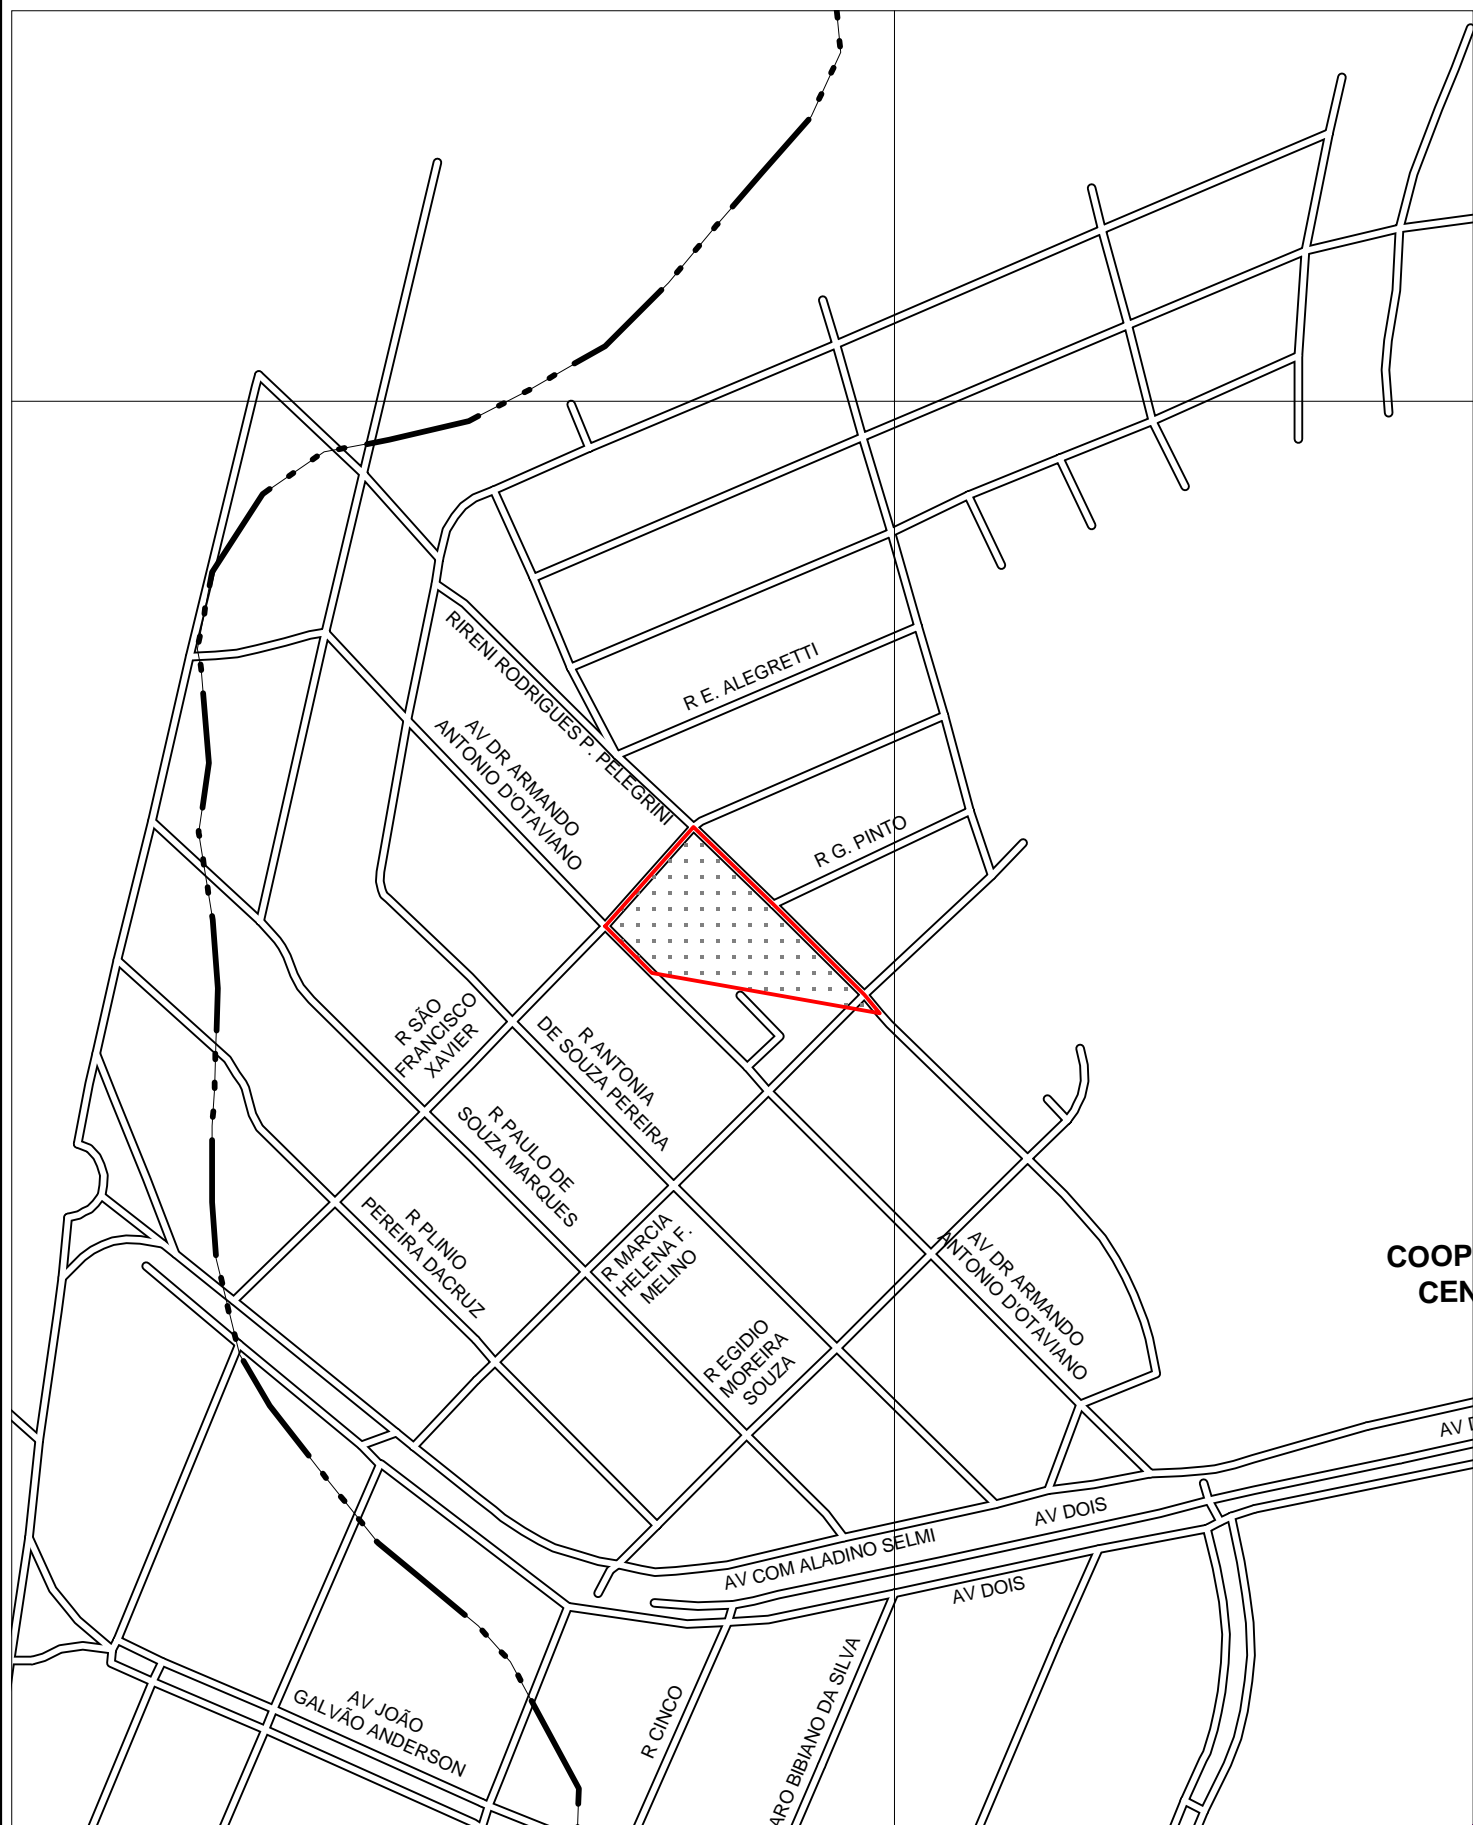 RIRENI RODRIGUES P. PELEGRINI
R E. ALEGRETTI
AV DR ARMANDO
ANTONIO D'OTAVIANO
R G. PINTO
R SÃO
FRANCISCO
XAVIER
R ANTONIA
DE SOUZA PEREIRA
R PAULO DE
SOUZA MARQUES
R PLINIO
PEREIRA DACRUZ
R MARCIA
HELENA F.
MELINO
AV DR ARMANDO
ANTONIO D'OTAVIANO
COOP
CEN
R EGIDIO
MOREIRA
SOUZA
AV D
AV DOIS
AV COM ALADINO SELMI
AV DOIS
R CINCO
ARO BIBIANO DA SILVA
AV JOÃO
GALVÃO ANDERSON